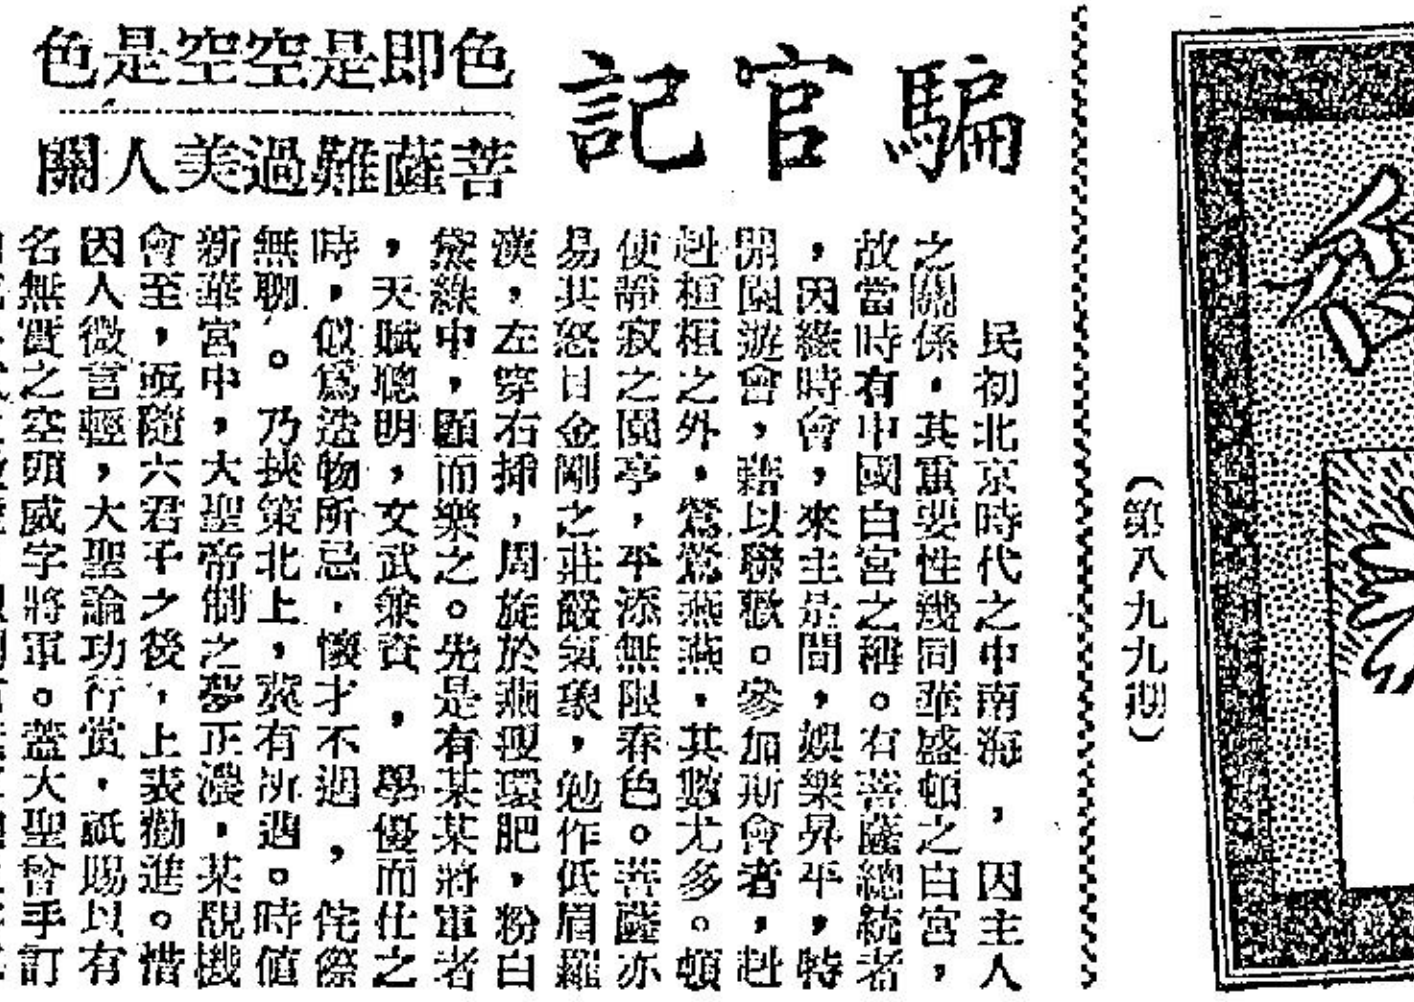 (第八九九期)
騙官記
色即是空空是色
菩薩難過美人關
民初北京時代之中南海,因主人
之關係,其重要性幾同華盛頓之白宮,
故當時有中國白宮之稱。有菩薩總統者
,因緣時會,來主是間,娛樂昇平,特
開園游會,藉以聯歡。參加斯會者,赳
赳桓桓之外,鶯鶯燕燕,其數尤多。頓
使靜寂之園亭,平添無限春色。菩薩亦
易其怒目金剛之莊嚴氣象,勉作低眉羅
漢,左穿右插,周旋於燕瘦環肥,粉白
黛綠中,顧而樂之。先是有某某將軍者
,天賦聰明,文武兼資,學優而仕之
時,似爲造物所忌,懷才不遇,侘傺
無聊。乃挾策北上,冀有所遇。時值
新華宮中,大聖帝制之夢正濃,某覘機
會至,亟隨六君子之後,上表勸進。惜
因人微言輕,大聖論功行賞,祇賜以有
名無實之空頭威字將軍。蓋大聖曾手訂